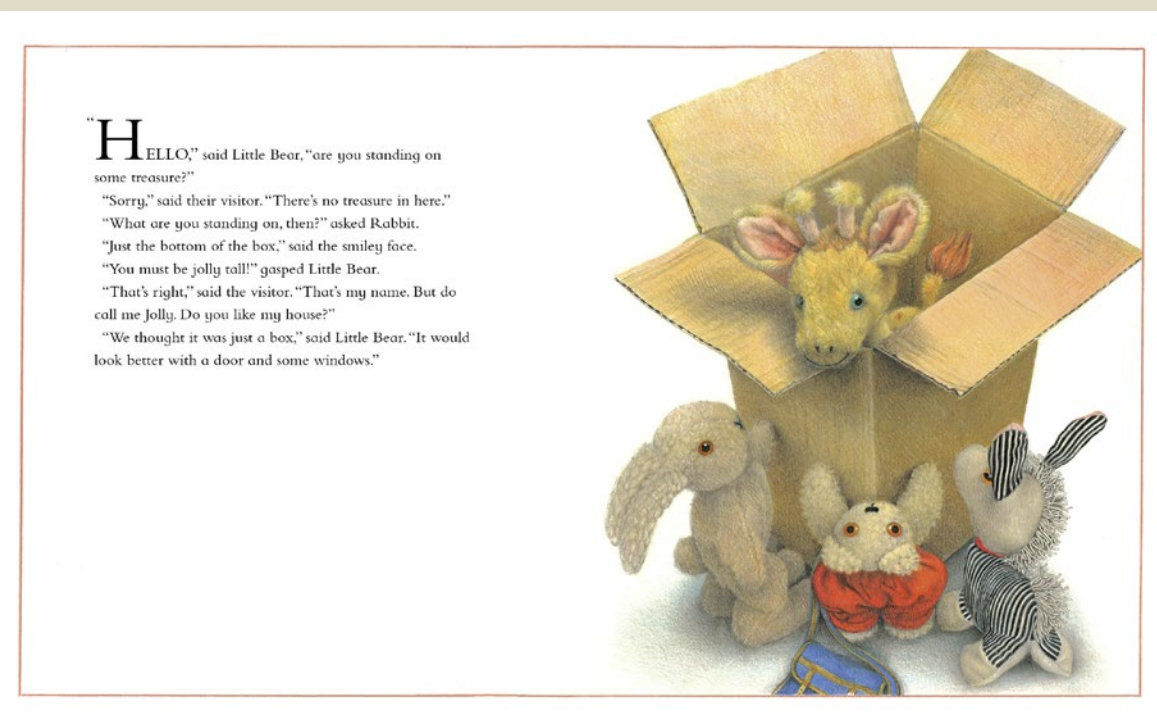 “HELLO,” said Little Bear, “are you standing on
some treasure?”
“Sorry,” said their visitor. “There’s no treasure in here.”
“What are you standing on, then?” asked Rabbit.
“Just the bottom of the box,” said the smiley face.
“You must be jolly tall!” gasped Little Bear.
“That’s right,” said the visitor. “That’s my name. But do
call me Jolly. Do you like my house?”
“We thought it was just a box,” said Little Bear. “It would
look better with a door and some windows.”